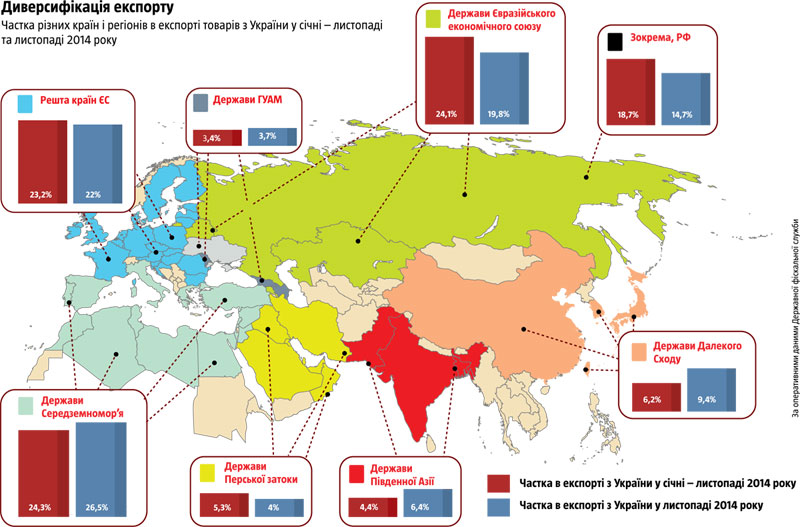 Диверсифікація експорту
Частка різних країн і регіонів в експорті товарів з України у січні – листопаді
та листопаді 2014 року
Держави Євразійського
економічного союзу
24,1%
19,8%
Зокрема, РФ
18,7%
14,7%
Решта країн ЄС
23,2%
22%
Держави ГУАМ
3,4%
3,7%
За оперативними даними Державної фіскальної служби
Держави Далекого
Сходу
6,2%
9,4%
Держави
Середземномор'я
24,3%
26,5%
Держави
Перської затоки
5,3%
4%
Держави
Південної Азії
4,4%
6,4%
Частка в експорті з України у січні – листопаді 2014 року
Частка в експорті з України у листопаді 2014 року